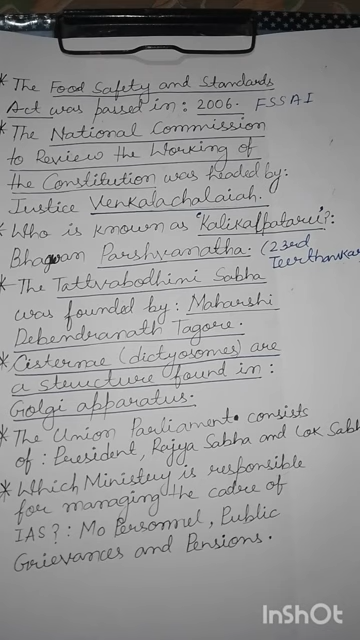 * The Food Safety and Standards
Act was passed in: 2006. FSSAI
* The National Commission
to Review the Working of
the Constitution was headed by:
Justice Venkalachalaiah.
* Who is known as "Kalikalpataru"?:
Bhagwan Parshvanatha. (23rd
Teerthankar
* The Tattvabodhini Sabha
was founded by: Maharshi
Debendranath Tagore.
* Cisternae (dictyosomes) are
a structure found in:
Golgi apparatus.
* The Union Parliament consists
of: President, Rajya Sabha and Lok Sabh
* Which Ministry is responsible
for managing the cadre of
IAS?: Mo Personnel, Public
Grievances and Pensions.
InShOt